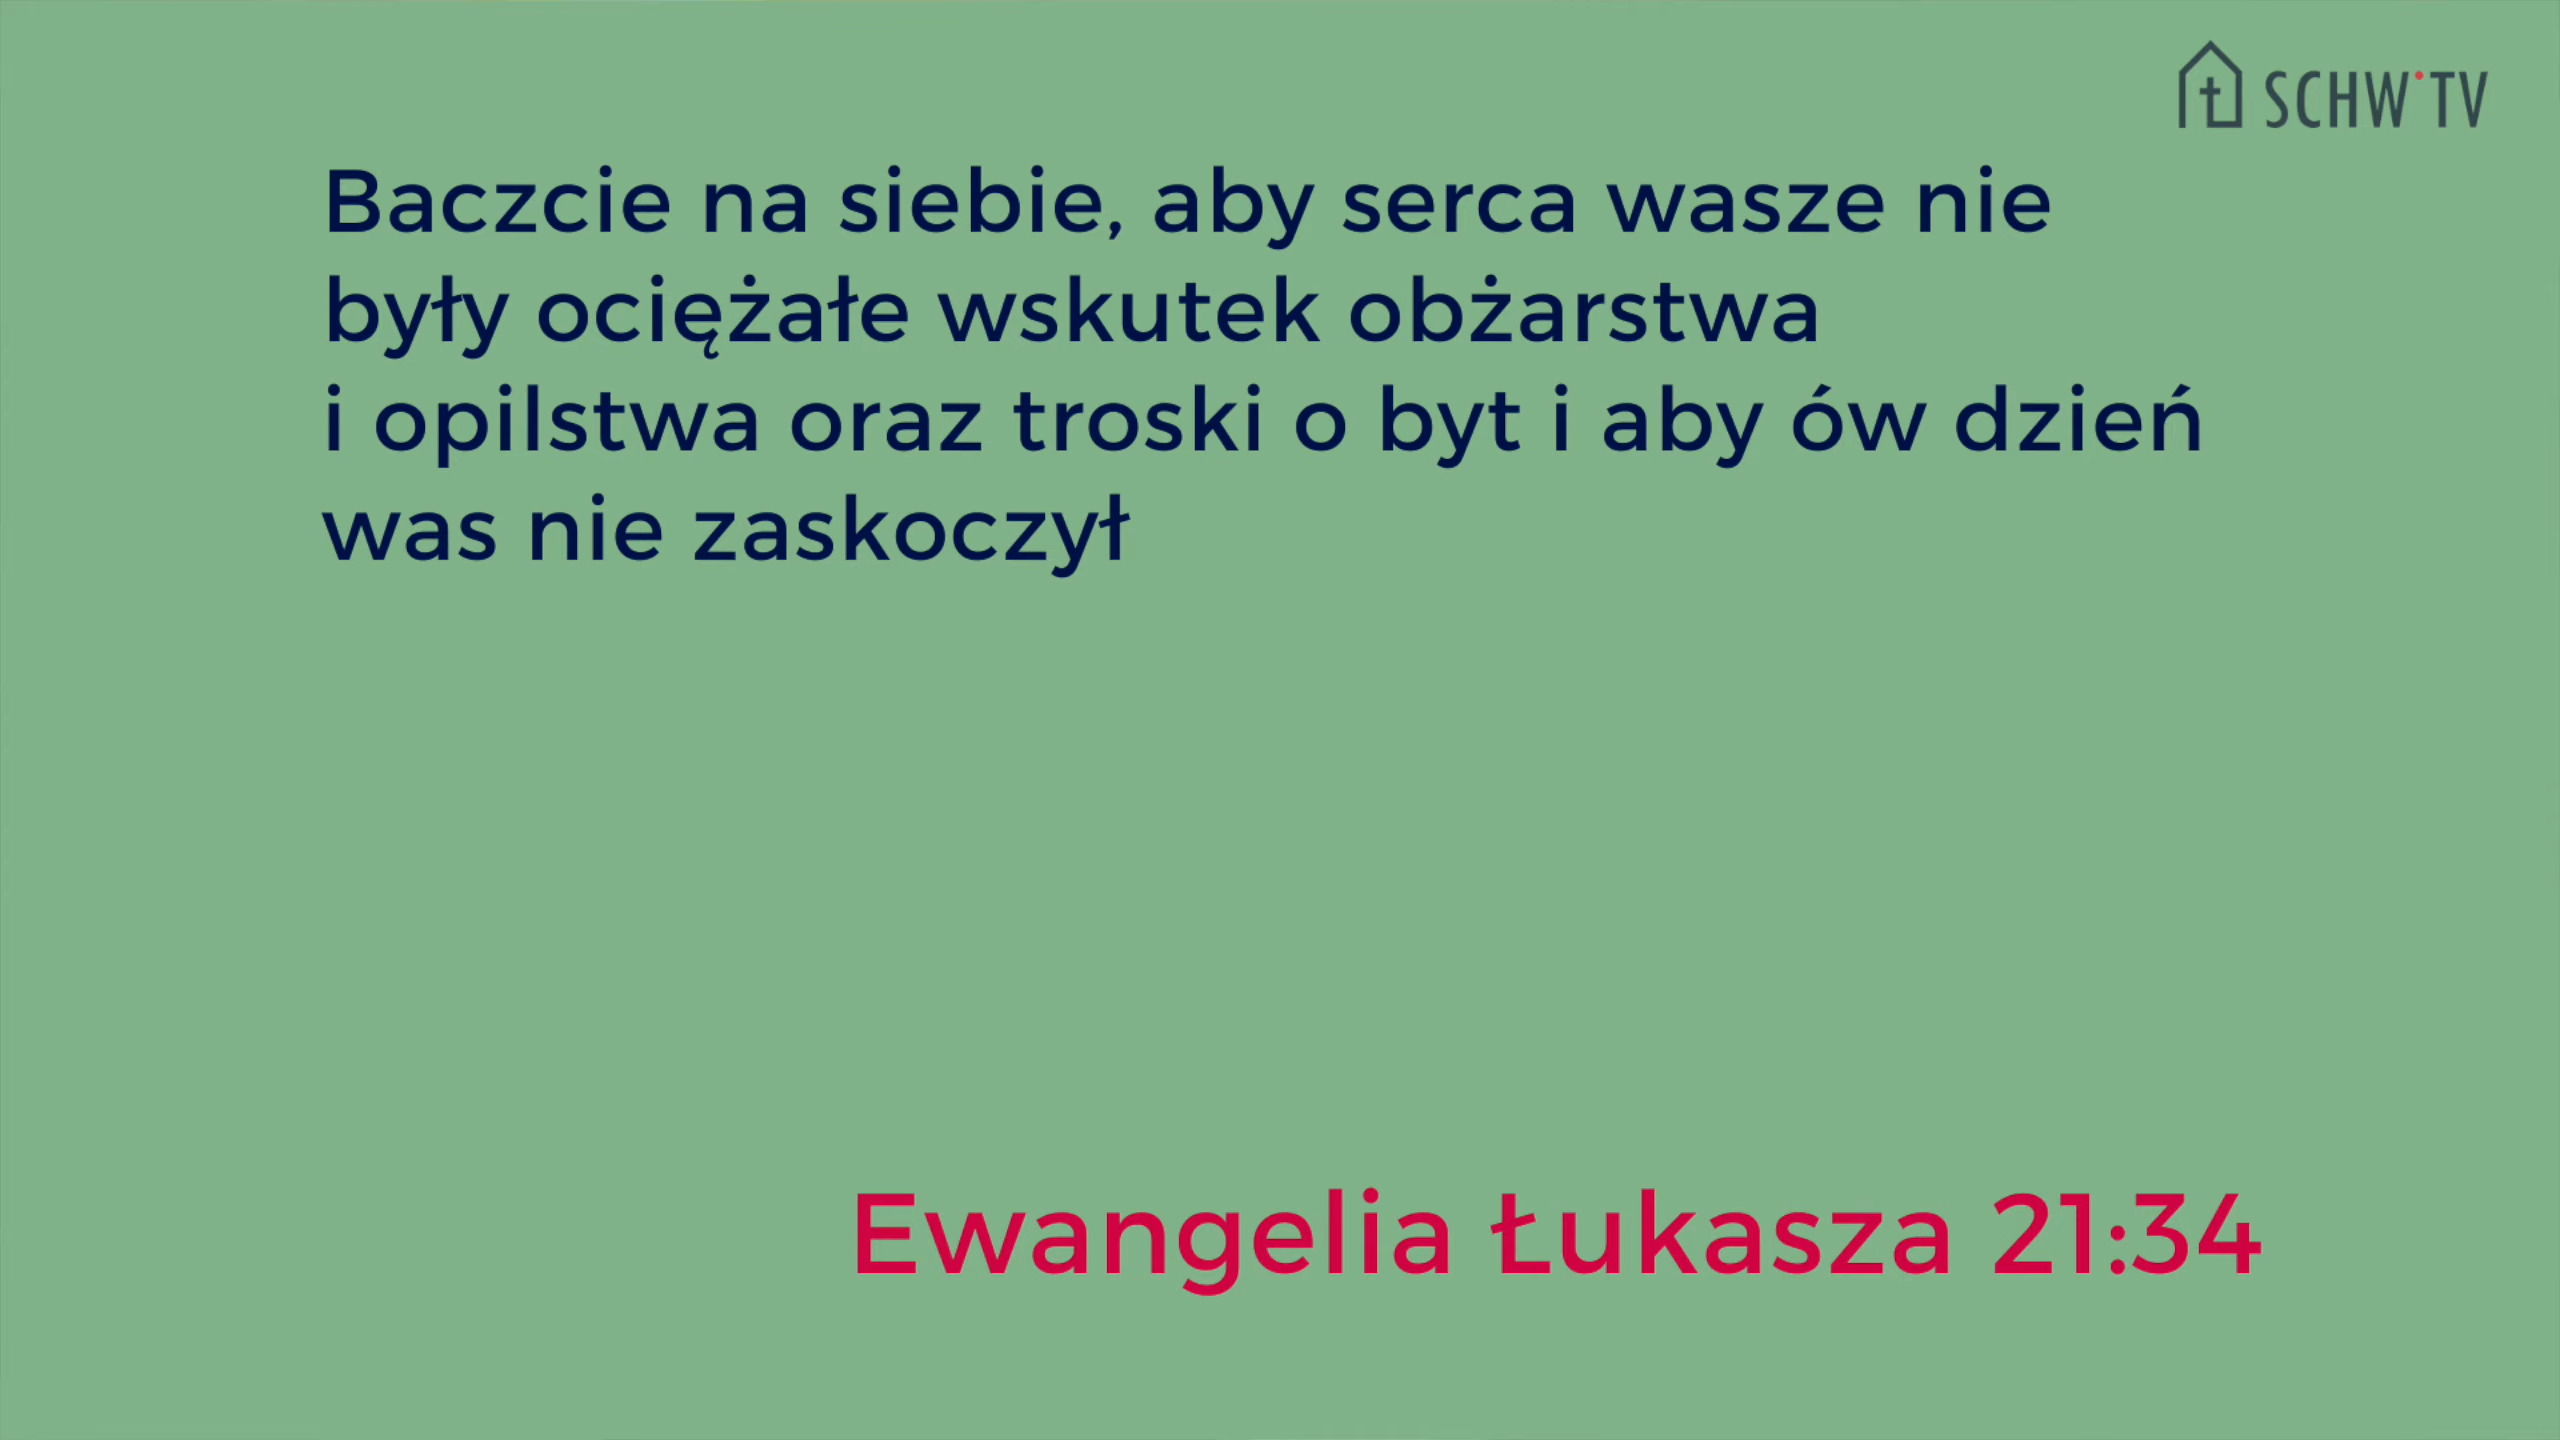 SCHW•TV
Baczcie na siebie, aby serca wasze nie
były ociężałe wskutek obżarstwa
i opilstwa oraz troski o byt i aby ów dzień
was nie zaskoczył
Ewangelia Łukasza 21:34